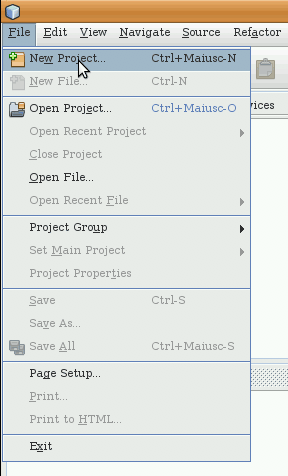 File Edit View Navigate Source Refactor
New Project... Ctrl+Maiusc-N
New File... Ctrl-N
Open Project... Ctrl+Maiusc-O
Open Recent Project
Close Project
Open File...
Open Recent File
Project Group
Set Main Project
Project Properties
Save Ctrl-S
Save As...
Save All Ctrl+Maiusc-S
Page Setup...
Print...
Print to HTML...
Exit
vices